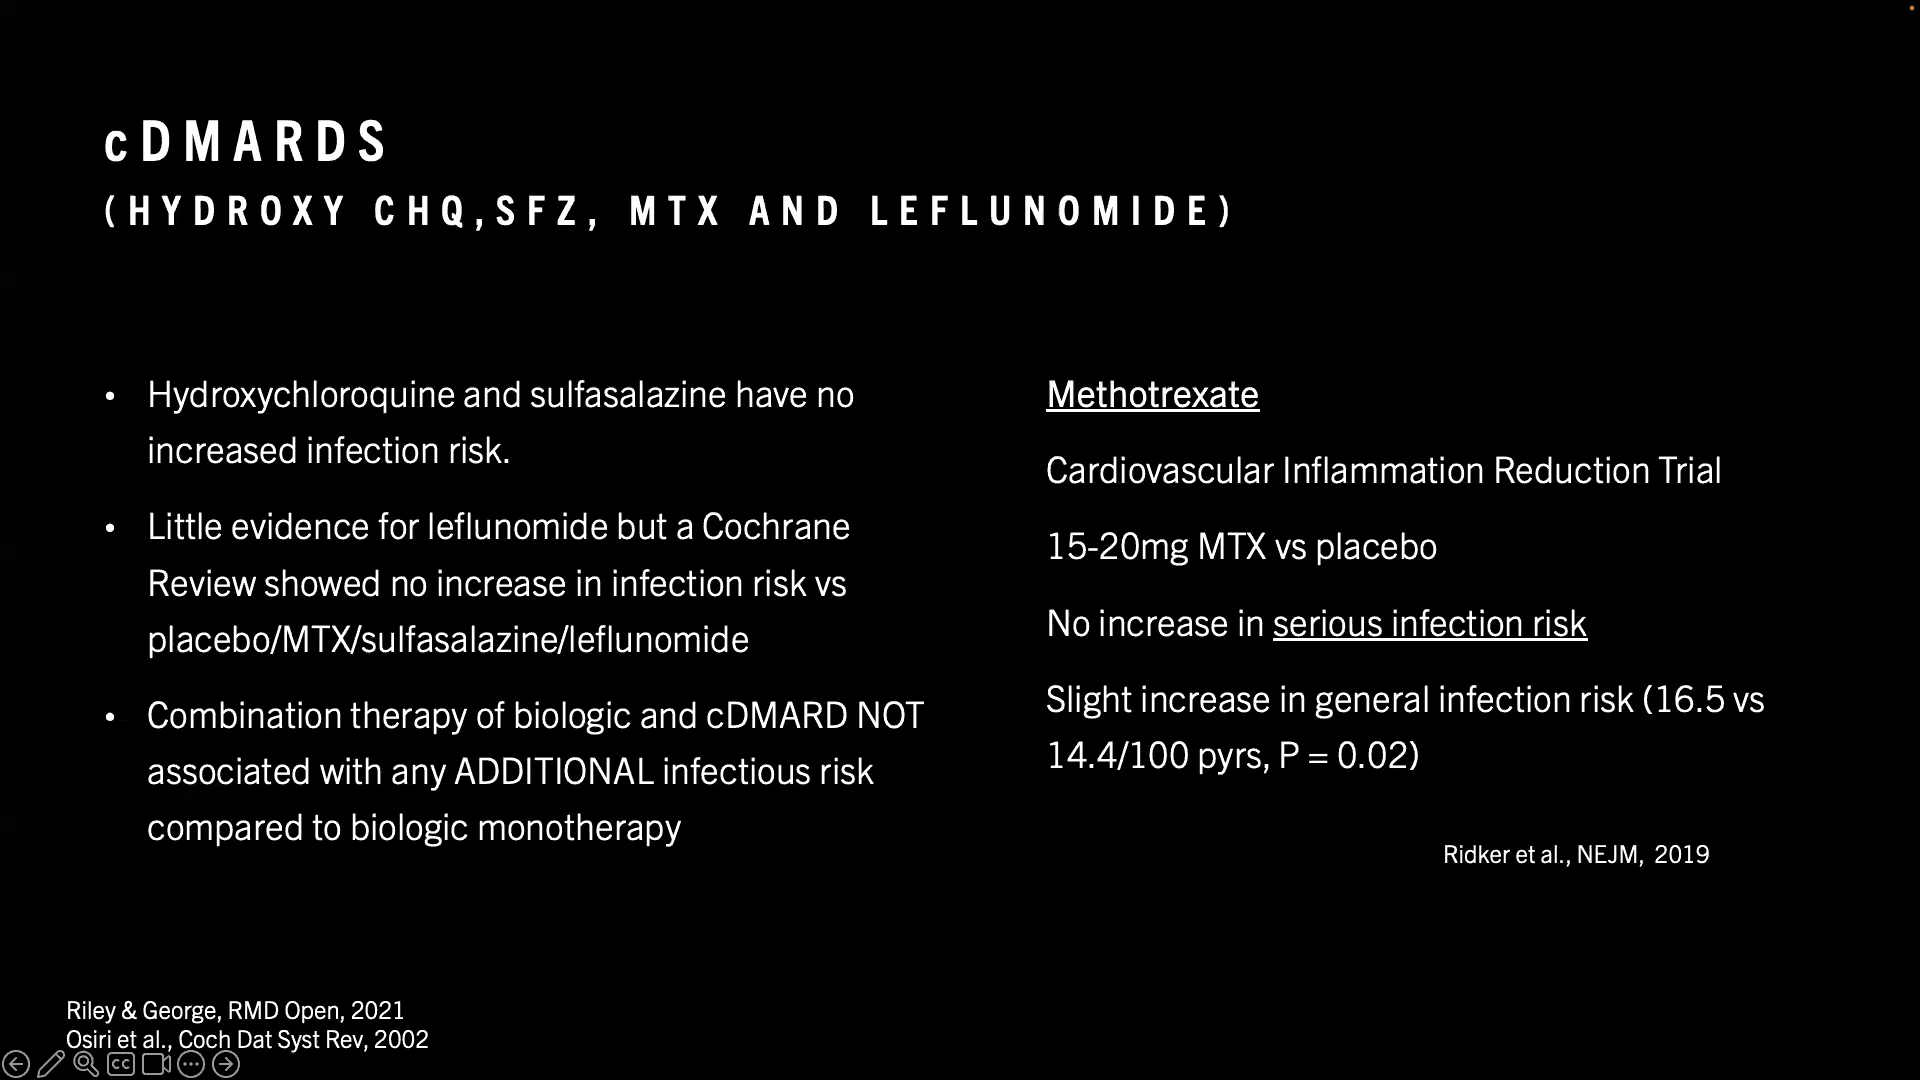 cDMARDS
(HYDROXY CHQ,SFZ, MTX AND LEFLUNOMIDE)
• Hydroxychloroquine and sulfasalazine have no
increased infection risk.
• Little evidence for leflunomide but a Cochrane
Review showed no increase in infection risk vs
placebo/MTX/sulfasalazine/leflunomide
• Combination therapy of biologic and cDMARD NOT
associated with any ADDITIONAL infectious risk
compared to biologic monotherapy
Methotrexate
Cardiovascular Inflammation Reduction Trial
15-20mg MTX vs placebo
No increase in serious infection risk
Slight increase in general infection risk (16.5 vs
14.4/100 pyrs, P = 0.02)
Ridker et al., NEJM, 2019
Riley & George, RMD Open, 2021
Osiri et al., Coch Dat Syst Rev, 2002
CC